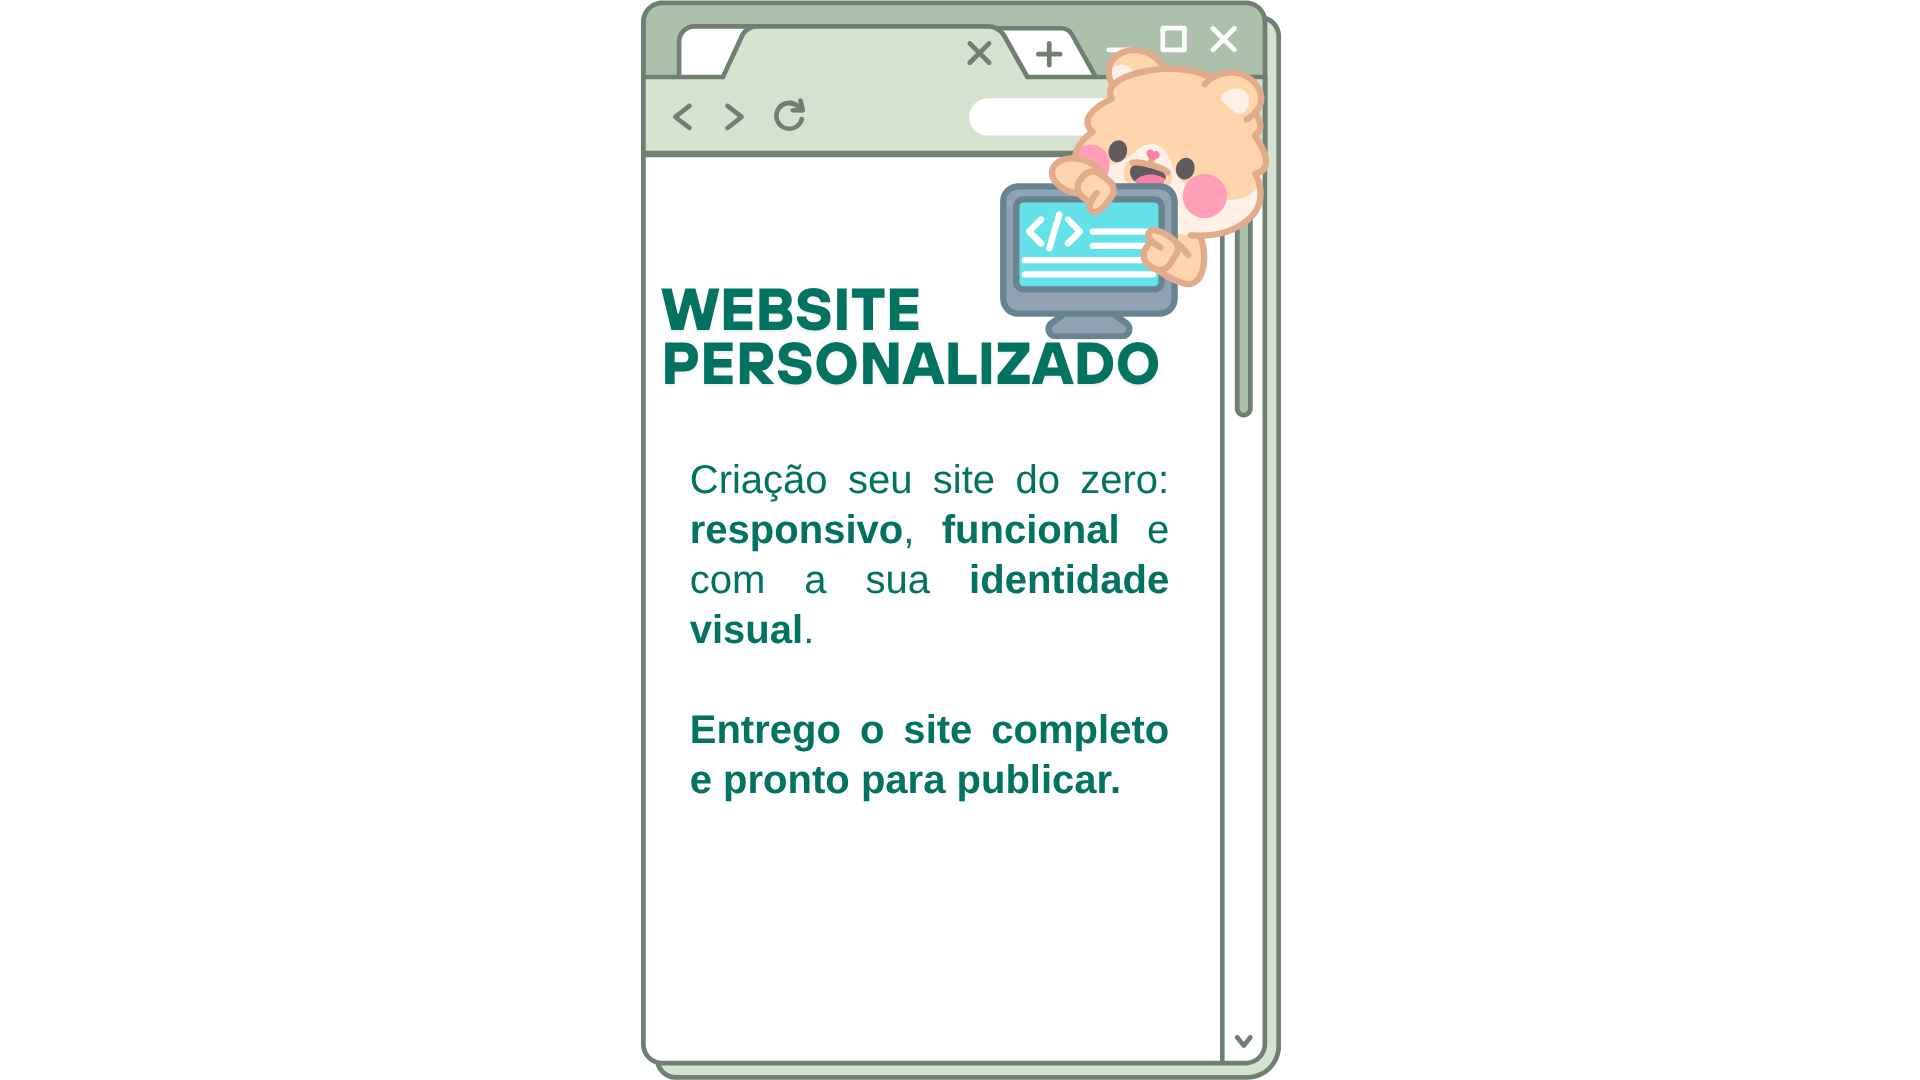 </>
WEBSITE
PERSONALIZADO
Criação seu site do zero:
responsivo, funcional e
com a sua identidade
visual.
Entrego o site completo
e pronto para publicar.